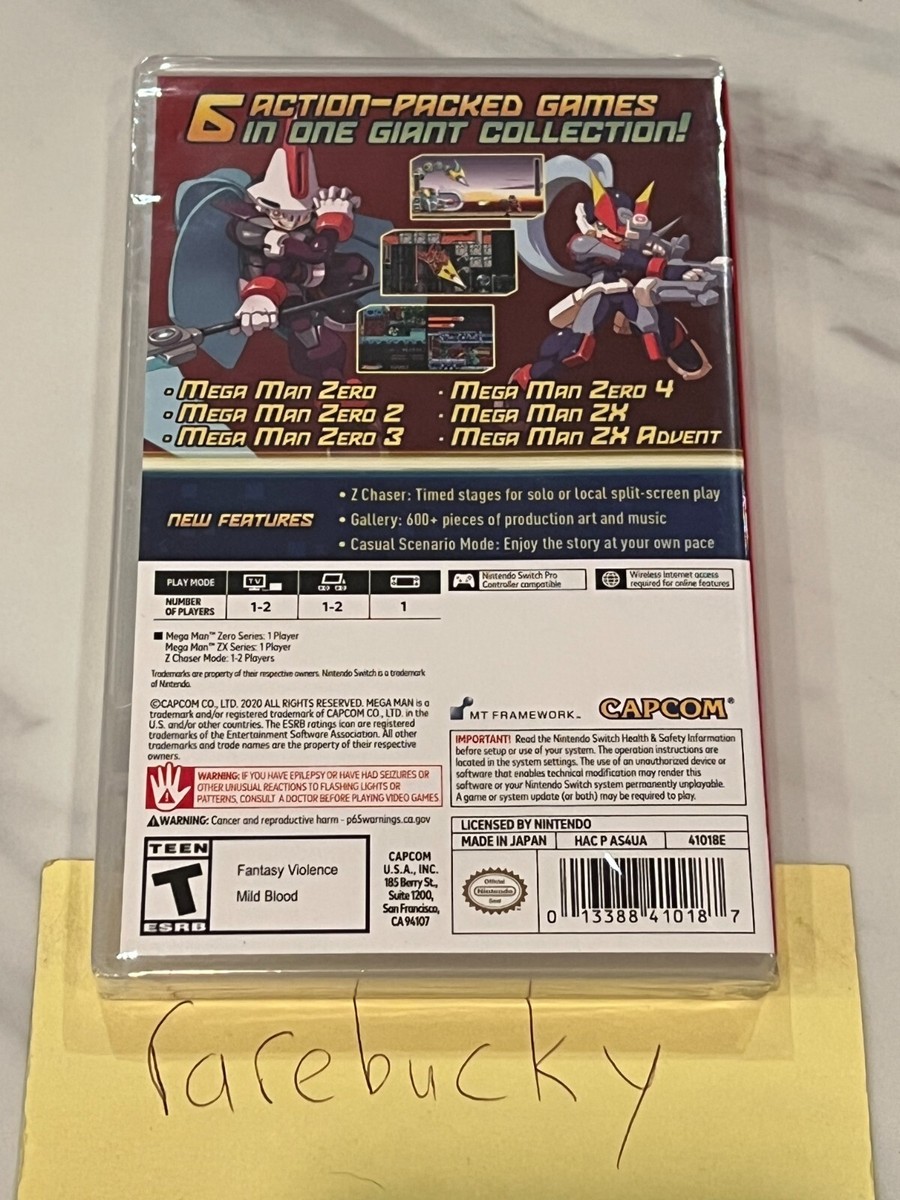 6 ACTION-PACKED GAMES
IN ONE GIANT COLLECTION!
• MEGA MAN ZERO
• MEGA MAN ZERO 2
• MEGA MAN ZERO 3
• MEGA MAN ZERO 4
• MEGA MAN ZX
• MEGA MAN ZX ADVENT
NEW FEATURES
• Z Chaser: Timed stages for solo or local split-screen play
• Gallery: 600+ pieces of production art and music
• Casual Scenario Mode: Enjoy the story at your own pace
PLAY MODE TV
NUMBER OF PLAYERS 1-2 1-2 1
Nintendo Switch Pro
Controller compatible
Wireless Internet access
required for online features
■ Mega Man™ Zero Series: 1 Player
Mega Man™ ZX Series: 1 Player
Z Chaser Mode: 1-2 Players
Trademarks are property of their respective owners. Nintendo Switch is a trademark
of Nintendo.
©CAPCOM CO., LTD. 2020 ALL RIGHTS RESERVED. MEGA MAN is a
trademark and/or registered trademark of CAPCOM CO., LTD. in the
U.S. and/or other countries. The ESRB ratings icon are registered
trademarks of the Entertainment Software Association. All other
trademarks and trade names are the property of their respective
owners.
MT FRAMEWORK™
CAPCOM®
IMPORTANT! Read the Nintendo Switch Health & Safety Information
before setup or use of your system. The operation instructions are
located in the system settings. The use of an unauthorized device or
software that enables technical modification may render this
software or your Nintendo Switch system permanently unplayable.
A game or system update (or both) may be required to play.
WARNING: IF YOU HAVE EPILEPSY OR HAVE HAD SEIZURES OR
OTHER UNUSUAL REACTIONS TO FLASHING LIGHTS OR
PATTERNS, CONSULT A DOCTOR BEFORE PLAYING VIDEO GAMES
⚠WARNING: Cancer and reproductive harm - p65warnings.ca.gov
TEEN
T
ESRB
Fantasy Violence
Mild Blood
CAPCOM
U.S.A., INC.
185 Berry St.,
Suite 1200,
San Francisco,
CA 94107
LICENSED BY NINTENDO
MADE IN JAPAN HAC P AS4UA 41018E
Official
Nintendo
Seal
0 13388 41018 7
rarebucky